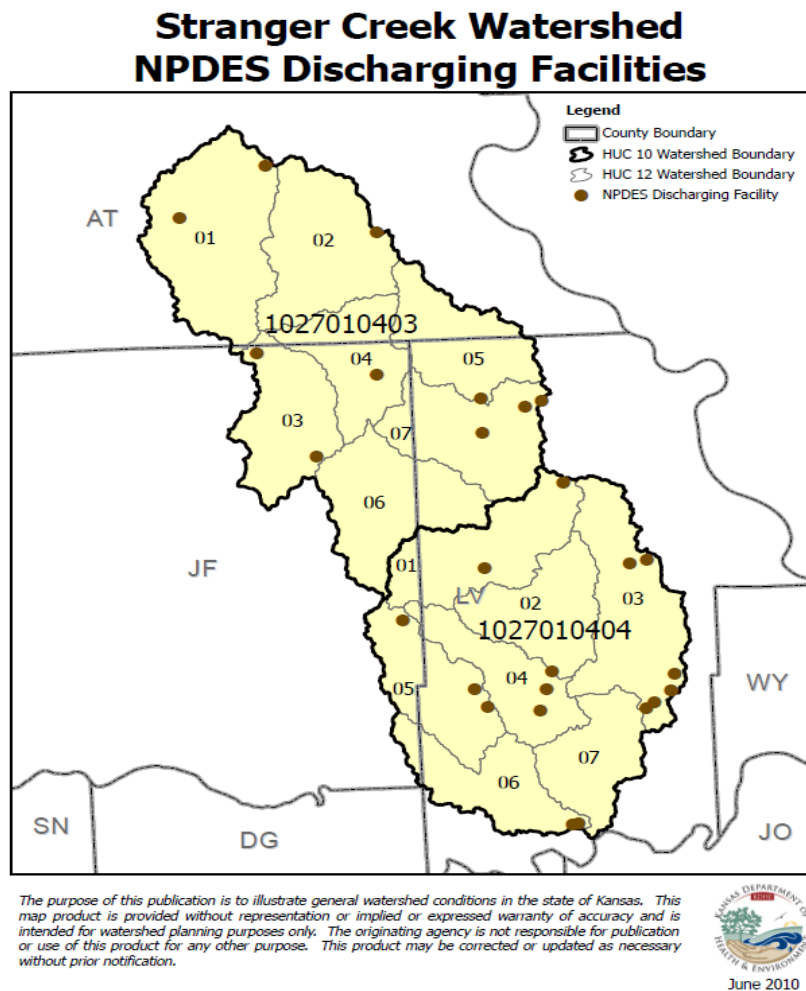 Stranger Creek Watershed
NPDES Discharging Facilities
Legend
County Boundary
HUC 10 Watershed Boundary
HUC 12 Watershed Boundary
NPDES Discharging Facility
AT
01
02
1027010403
04
05
03
07
06
JF
01
LV
02
03
1027010404
04
05
WY
07
06
SN
DG
JO
The purpose of this publication is to illustrate general watershed conditions in the state of Kansas. This
map product is provided without representation or implied or expressed warranty of accuracy and is
intended for watershed planning purposes only. The originating agency is not responsible for publication
or use of this product for any other purpose. This product may be corrected or updated as necessary
without prior notification.
KANSAS DEPARTMENT OF
HEALTH & ENVIRONMENT
June 2010